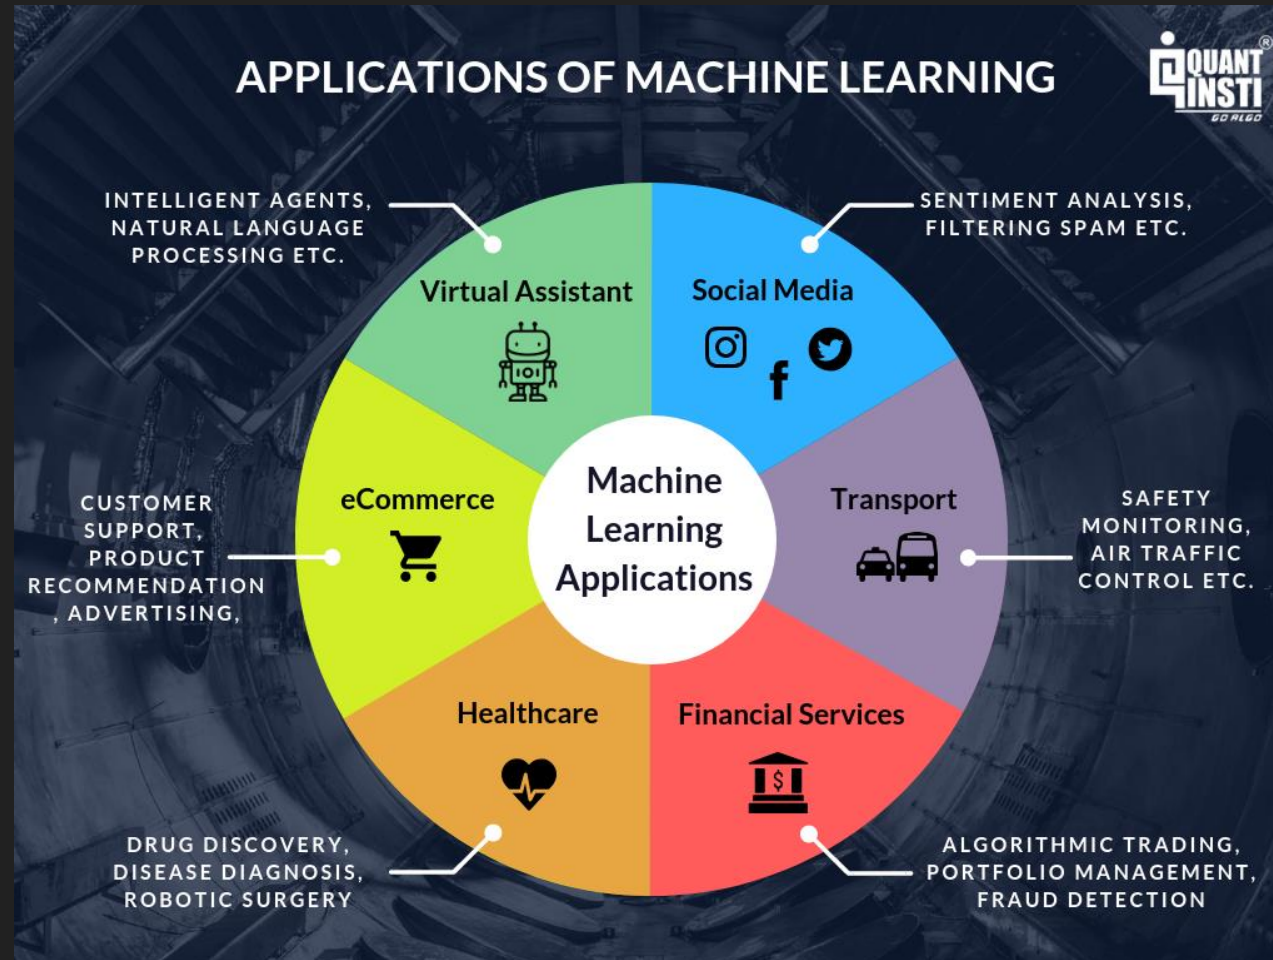 APPLICATIONS OF MACHINE LEARNING
QUANT
INSTI
®
GO ALGO
INTELLIGENT AGENTS,
NATURAL LANGUAGE
PROCESSING ETC.
SENTIMENT ANALYSIS,
FILTERING SPAM ETC.
Virtual Assistant
Social Media
f
eCommerce
Machine
Learning
Applications
Transport
CUSTOMER
SUPPORT,
PRODUCT
RECOMMENDATION
, ADVERTISING,
SAFETY
MONITORING,
AIR TRAFFIC
CONTROL ETC.
Healthcare
Financial Services
$
DRUG DISCOVERY,
DISEASE DIAGNOSIS,
ROBOTIC SURGERY
ALGORITHMIC TRADING,
PORTFOLIO MANAGEMENT,
FRAUD DETECTION